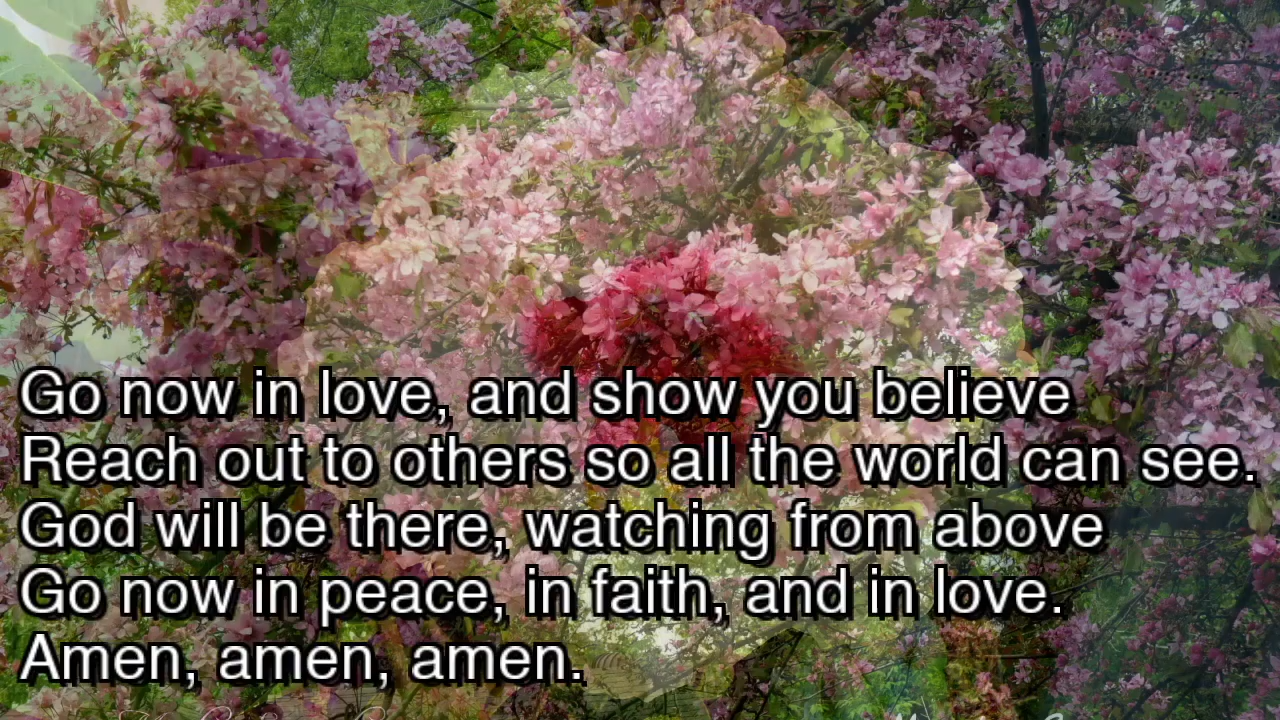 Go now in love, and show you believe
Reach out to others so all the world can see.
God will be there, watching from above
Go now in peace, in faith, and in love.
Amen, amen, amen.